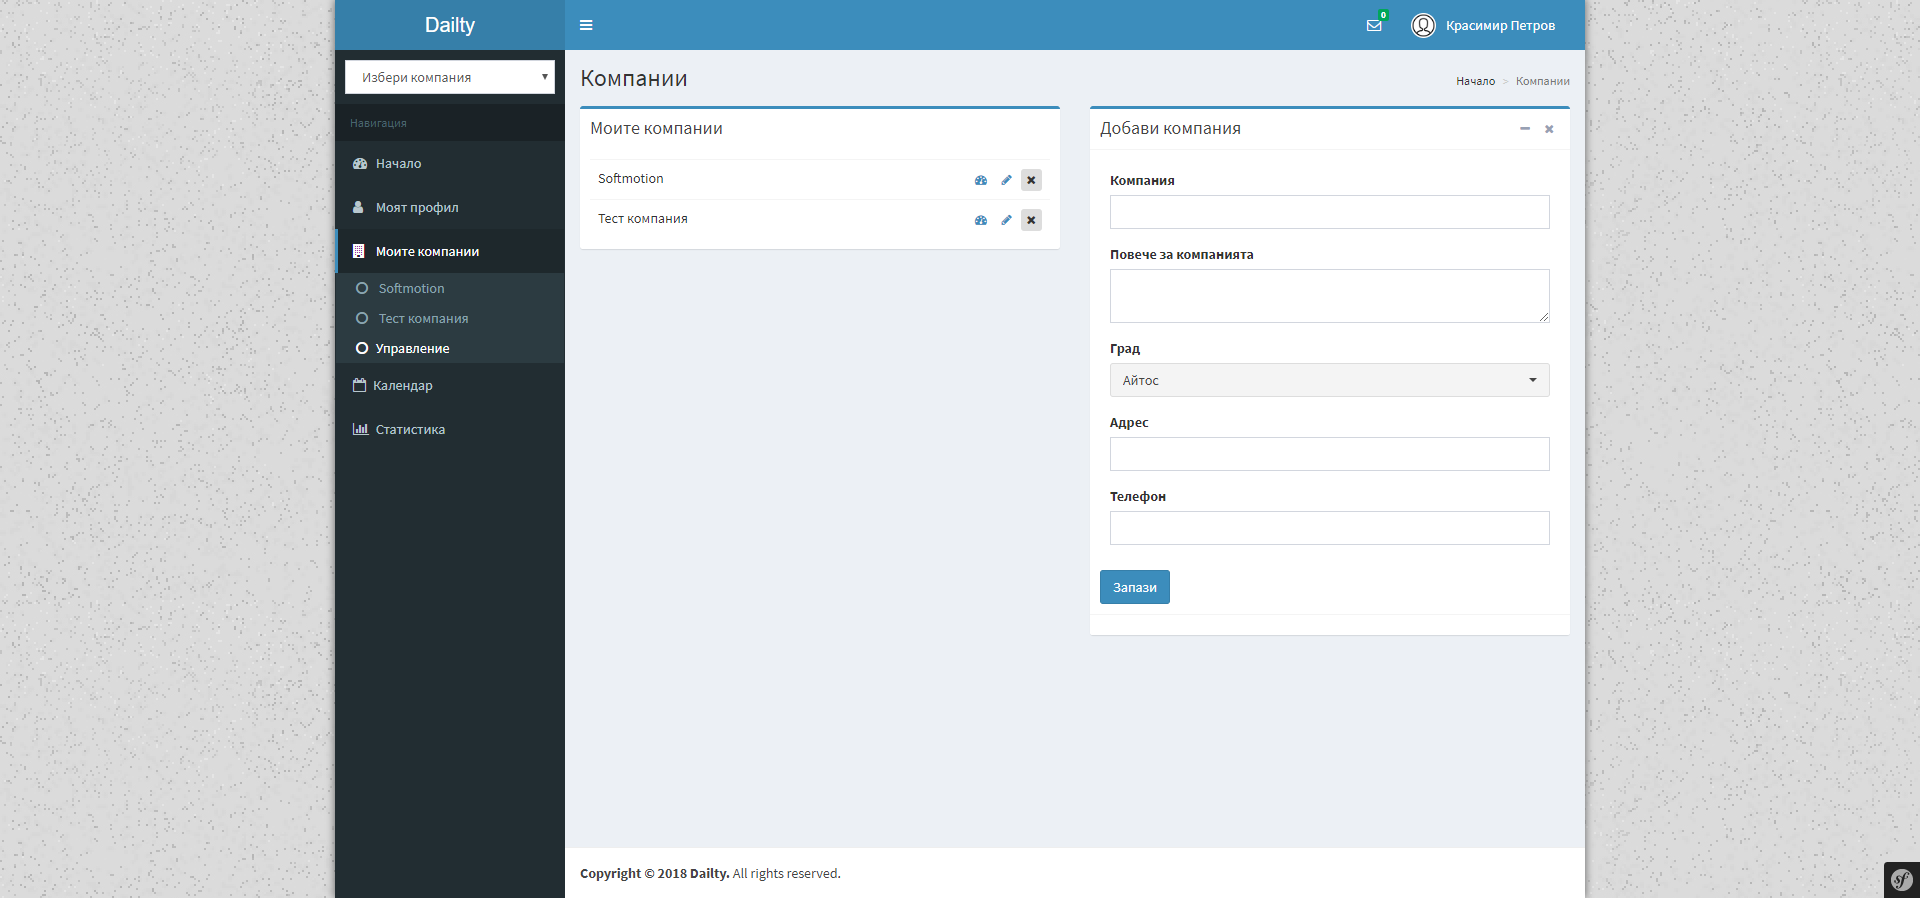 Dailty
0
Красимир Петров
Избери компания
Навигация
Начало
Моят профил
Моите компании
Softmotion
Тест компания
Управление
Календар
Статистика
Компании
Начало > Компании
Моите компании
Softmotion
Тест компания
Добави компания
Компания
Повече за компанията
Град
Айтос
Адрес
Телефон
Запази
Copyright © 2018 Dailty. All rights reserved.
sf